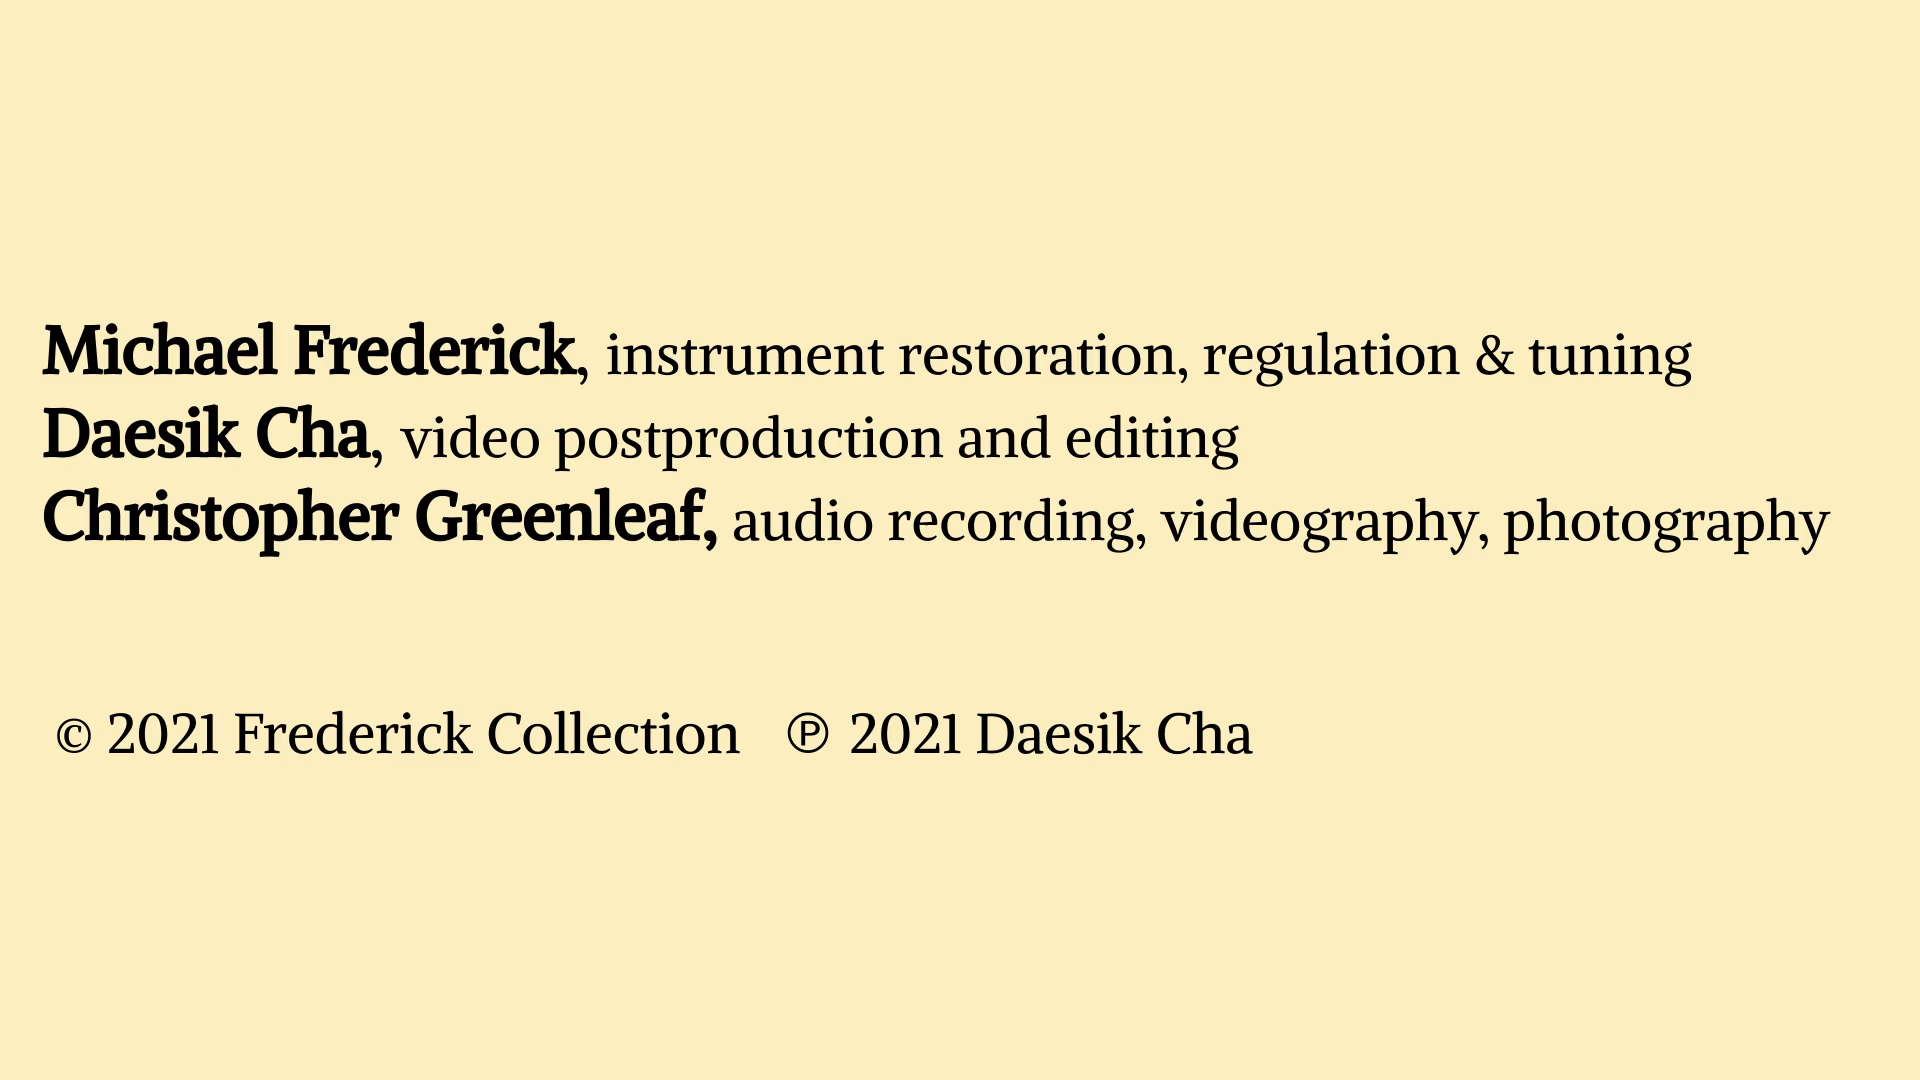 Michael Frederick, instrument restoration, regulation & tuning
Daesik Cha, video postproduction and editing
Christopher Greenleaf, audio recording, videography, photography
© 2021 Frederick Collection ℗ 2021 Daesik Cha